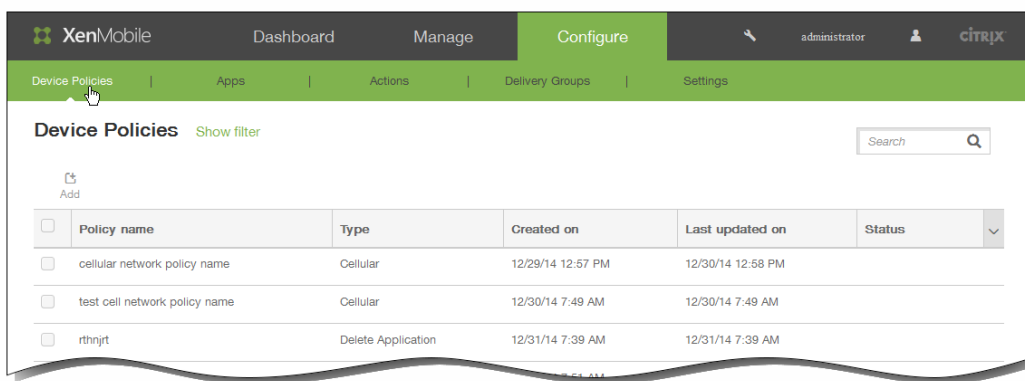 XenMobile Dashboard Manage Configure administrator CİTRIX
Device Policies | Apps | Actions | Delivery Groups | Settings
Device Policies Show filter
Search
Add
Policy name Type Created on Last updated on Status
cellular network policy name Cellular 12/29/14 12:57 PM 12/30/14 12:58 PM
test cell network policy name Cellular 12/30/14 7:49 AM 12/30/14 7:49 AM
rthnjrt Delete Application 12/31/14 7:39 AM 12/31/14 7:39 AM